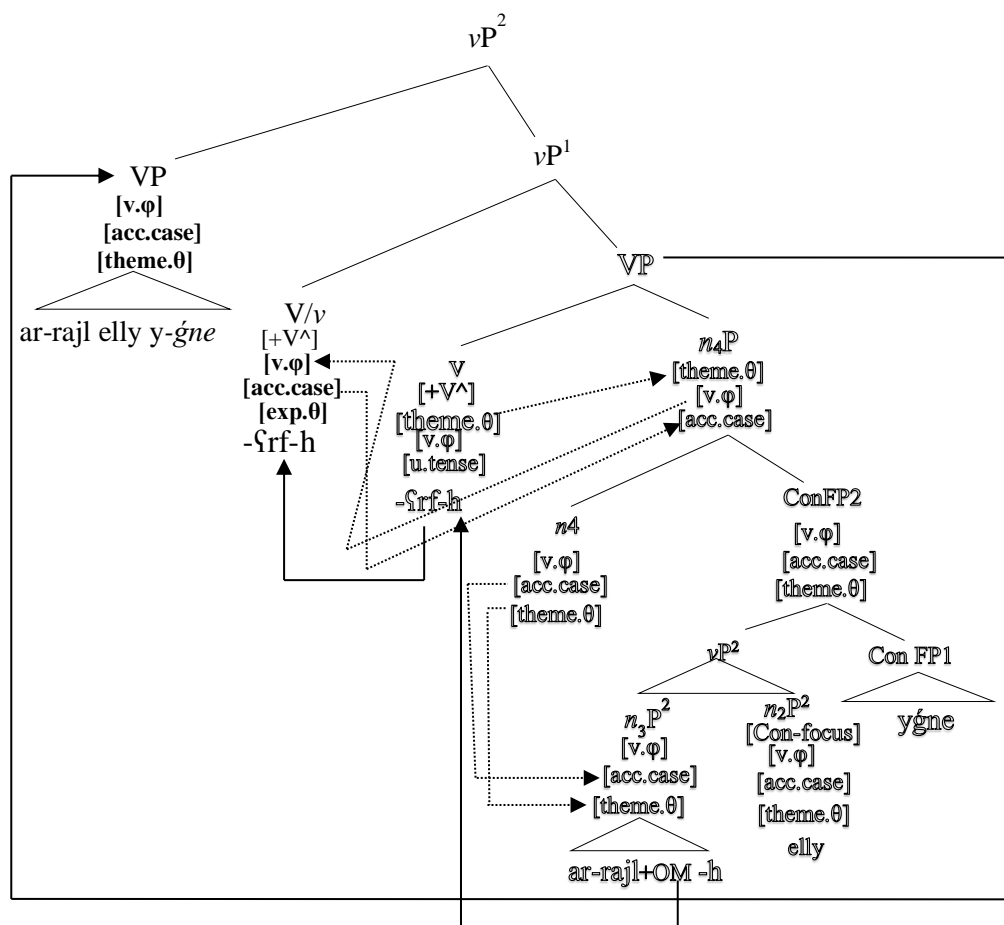 vP²
vP¹
VP
[v.φ]
[acc.case]
[theme.θ]
ar-rajl elly y-ǵne
VP
V/v
[+V^]
[v.φ]
[acc.case]
[exp.θ]
-ʕrf-h
v
[+V^]
[theme.θ]
[v.φ]
[u.tense]
-ʕrf-h
n₄P
[theme.θ]
[v.φ]
[acc.case]
n4
[v.φ]
[acc.case]
[theme.θ]
ConFP2
[v.φ]
[acc.case]
[theme.θ]
vP²
Con FP1
yǵne
n₃P²
[v.φ]
[acc.case]
[theme.θ]
ar-rajl+OM -h
n₂P²
[Con-focus]
[v.φ]
[acc.case]
[theme.θ]
elly